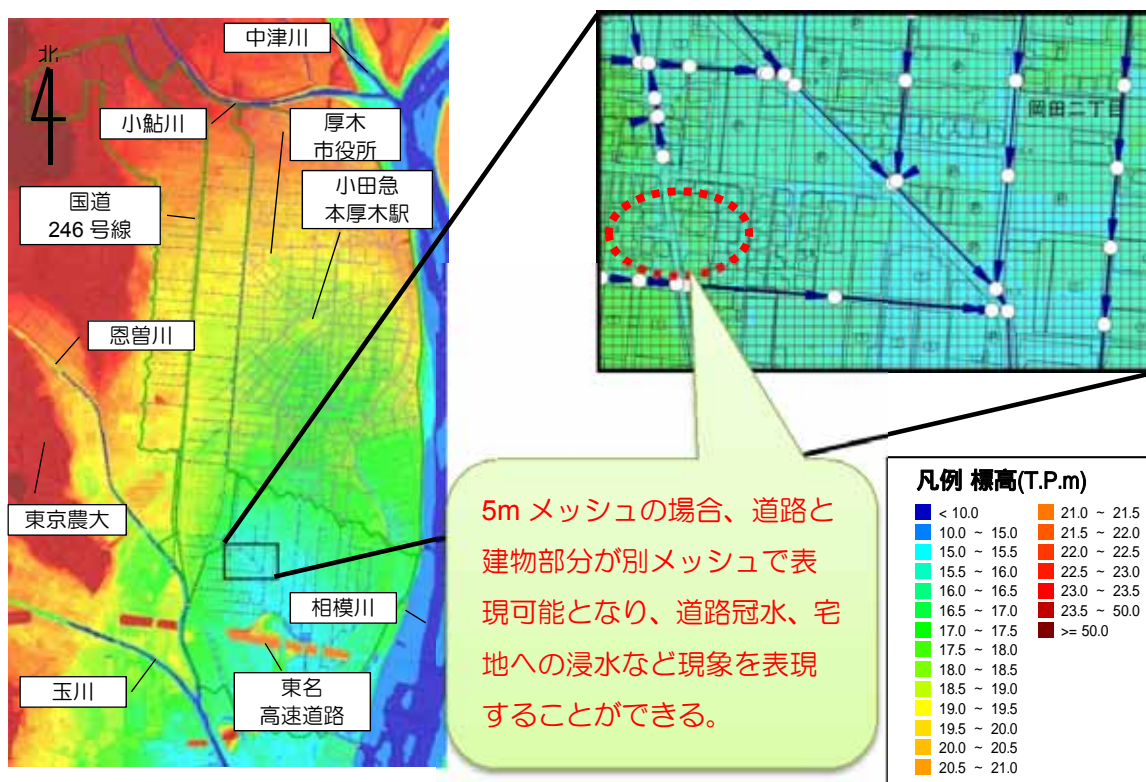 中津川
北
小鮎川
厚木
市役所
国道
246 号線
小田急
本厚木駅
恩曽川
東京農大
相模川
玉川
東名
高速道路
岡田二丁目
5m メッシュの場合、道路と
建物部分が別メッシュで表
現可能となり、道路冠水、宅
地への浸水など現象を表現
することができる。
凡例 標高(T.P.m)
< 10.0
10.0 ~ 15.0
15.0 ~ 15.5
15.5 ~ 16.0
16.0 ~ 16.5
16.5 ~ 17.0
17.0 ~ 17.5
17.5 ~ 18.0
18.0 ~ 18.5
18.5 ~ 19.0
19.0 ~ 19.5
19.5 ~ 20.0
20.0 ~ 20.5
20.5 ~ 21.0
21.0 ~ 21.5
21.5 ~ 22.0
22.0 ~ 22.5
22.5 ~ 23.0
23.0 ~ 23.5
23.5 ~ 50.0
>= 50.0